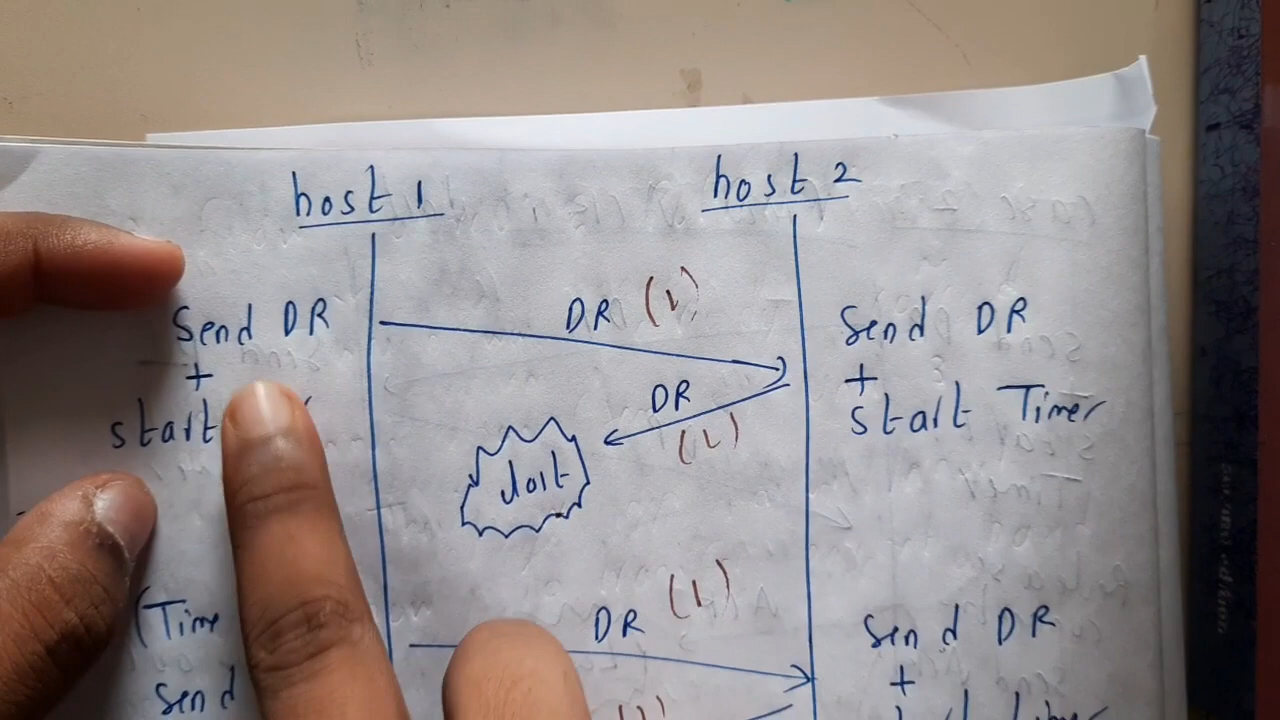 host 1 host 2
Send DR DR (1) Send DR
+ DR +
start (2) start Timer
lost
(Time DR (1) Send DR
Send +